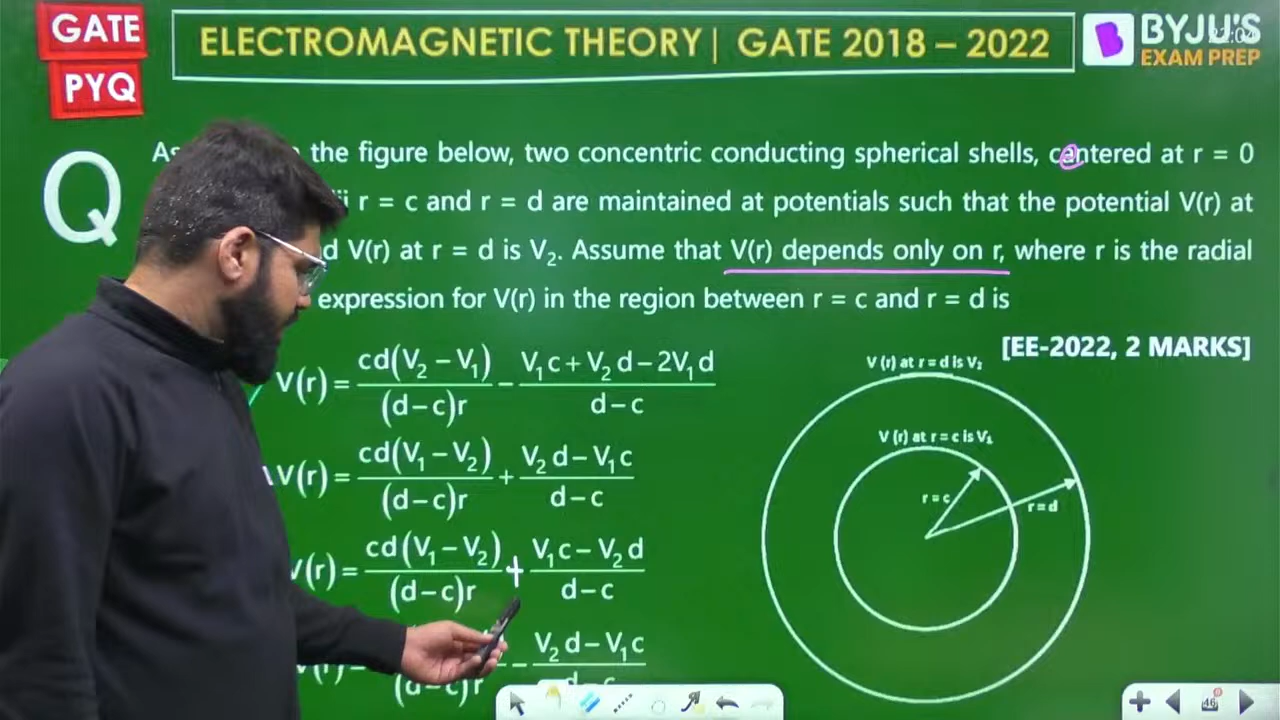 GATE
PYQ
ELECTROMAGNETIC THEORY | GATE 2018 – 2022
BYJU'S
EXAM PREP
Q
the figure below, two concentric conducting spherical shells, centered at r = 0
r = c and r = d are maintained at potentials such that the potential V(r) at
V(r) at r = d is V₂. Assume that V(r) depends only on r, where r is the radial
expression for V(r) in the region between r = c and r = d is
[EE-2022, 2 MARKS]
V(r) = cd(V₂ – V₁)/(d – c)r – V₁c + V₂d – 2V₁d/d – c
V(r) = cd(V₁ – V₂)/(d – c)r + V₂d – V₁c/d – c
V(r) = cd(V₁ – V₂)/(d – c)r + V₁c – V₂d/d – c
(d – c)r – V₂d – V₁c/d – c
V (r) at r = d is V₂
V (r) at r = c is V₁
r = c
r = d
46